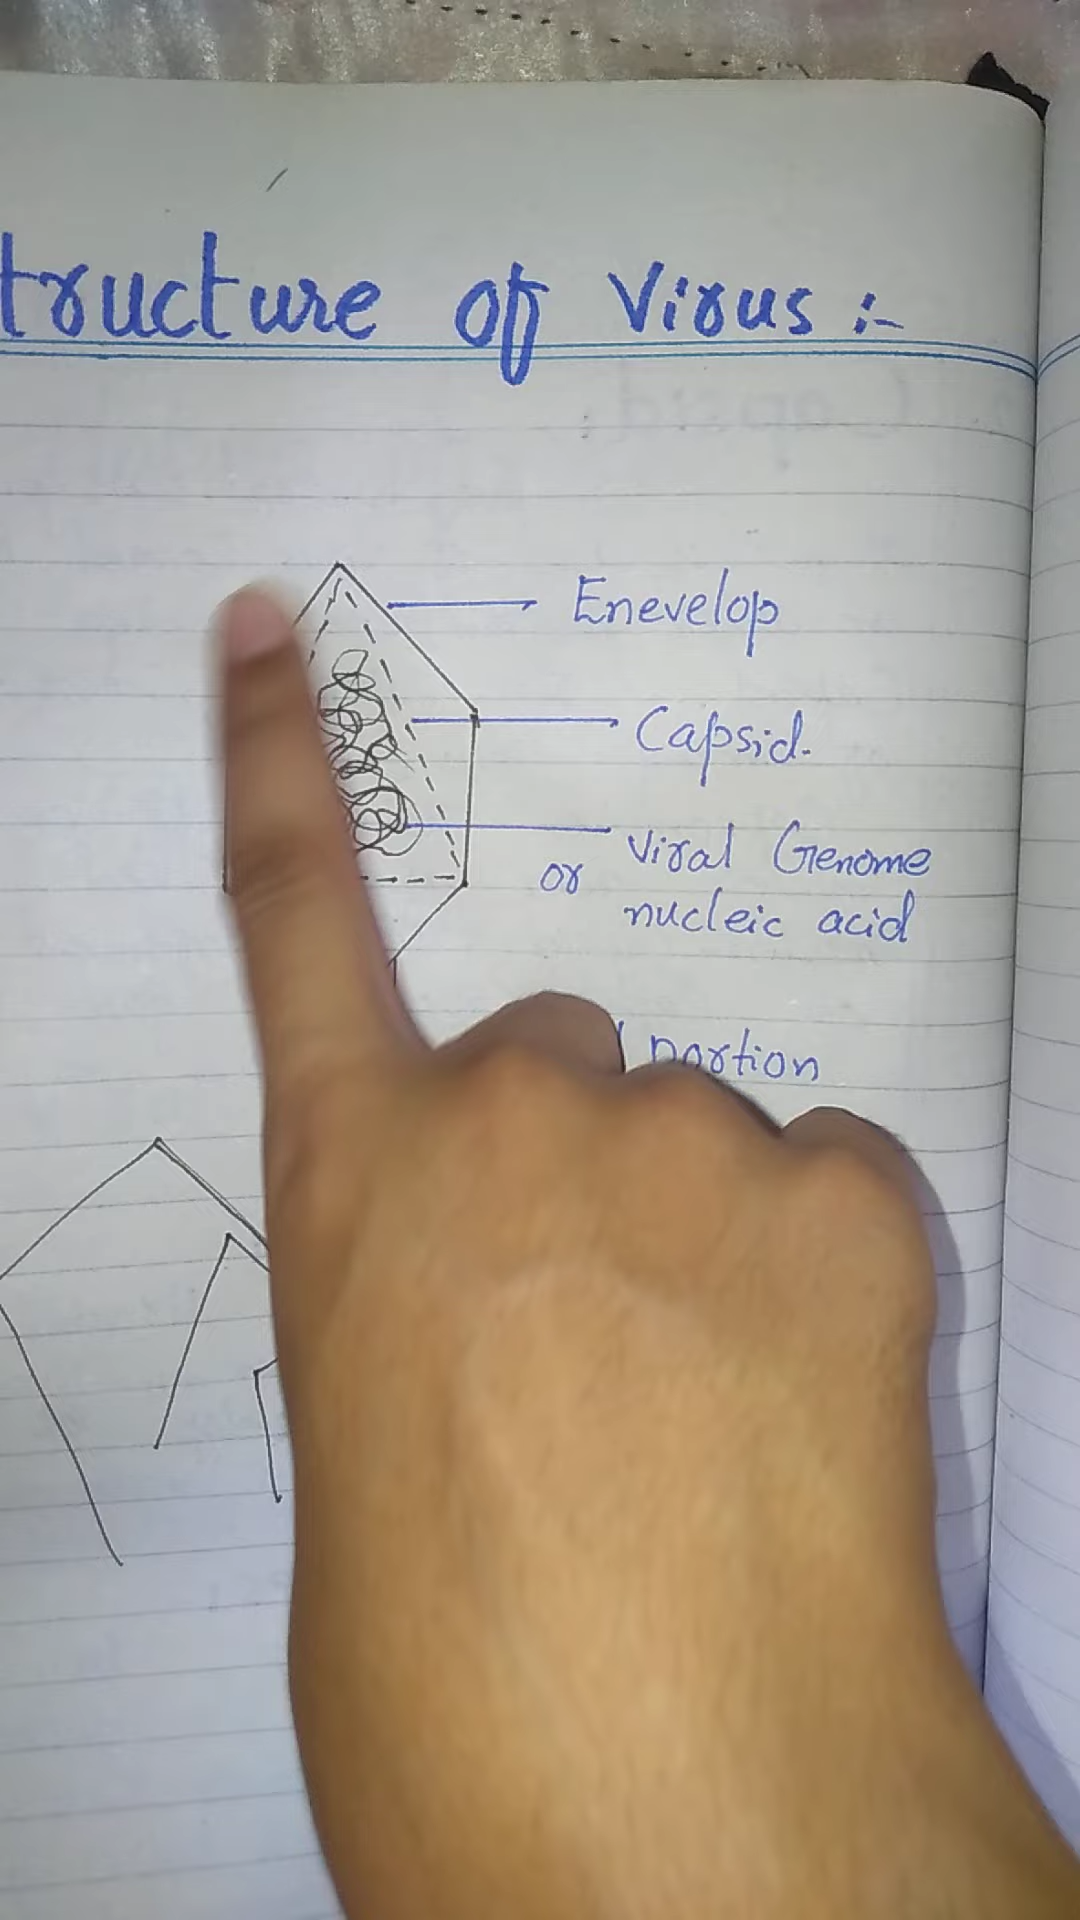 tructure of Virus :-
Enevelop
Capsid.
Viral Genome
or nucleic acid
portion